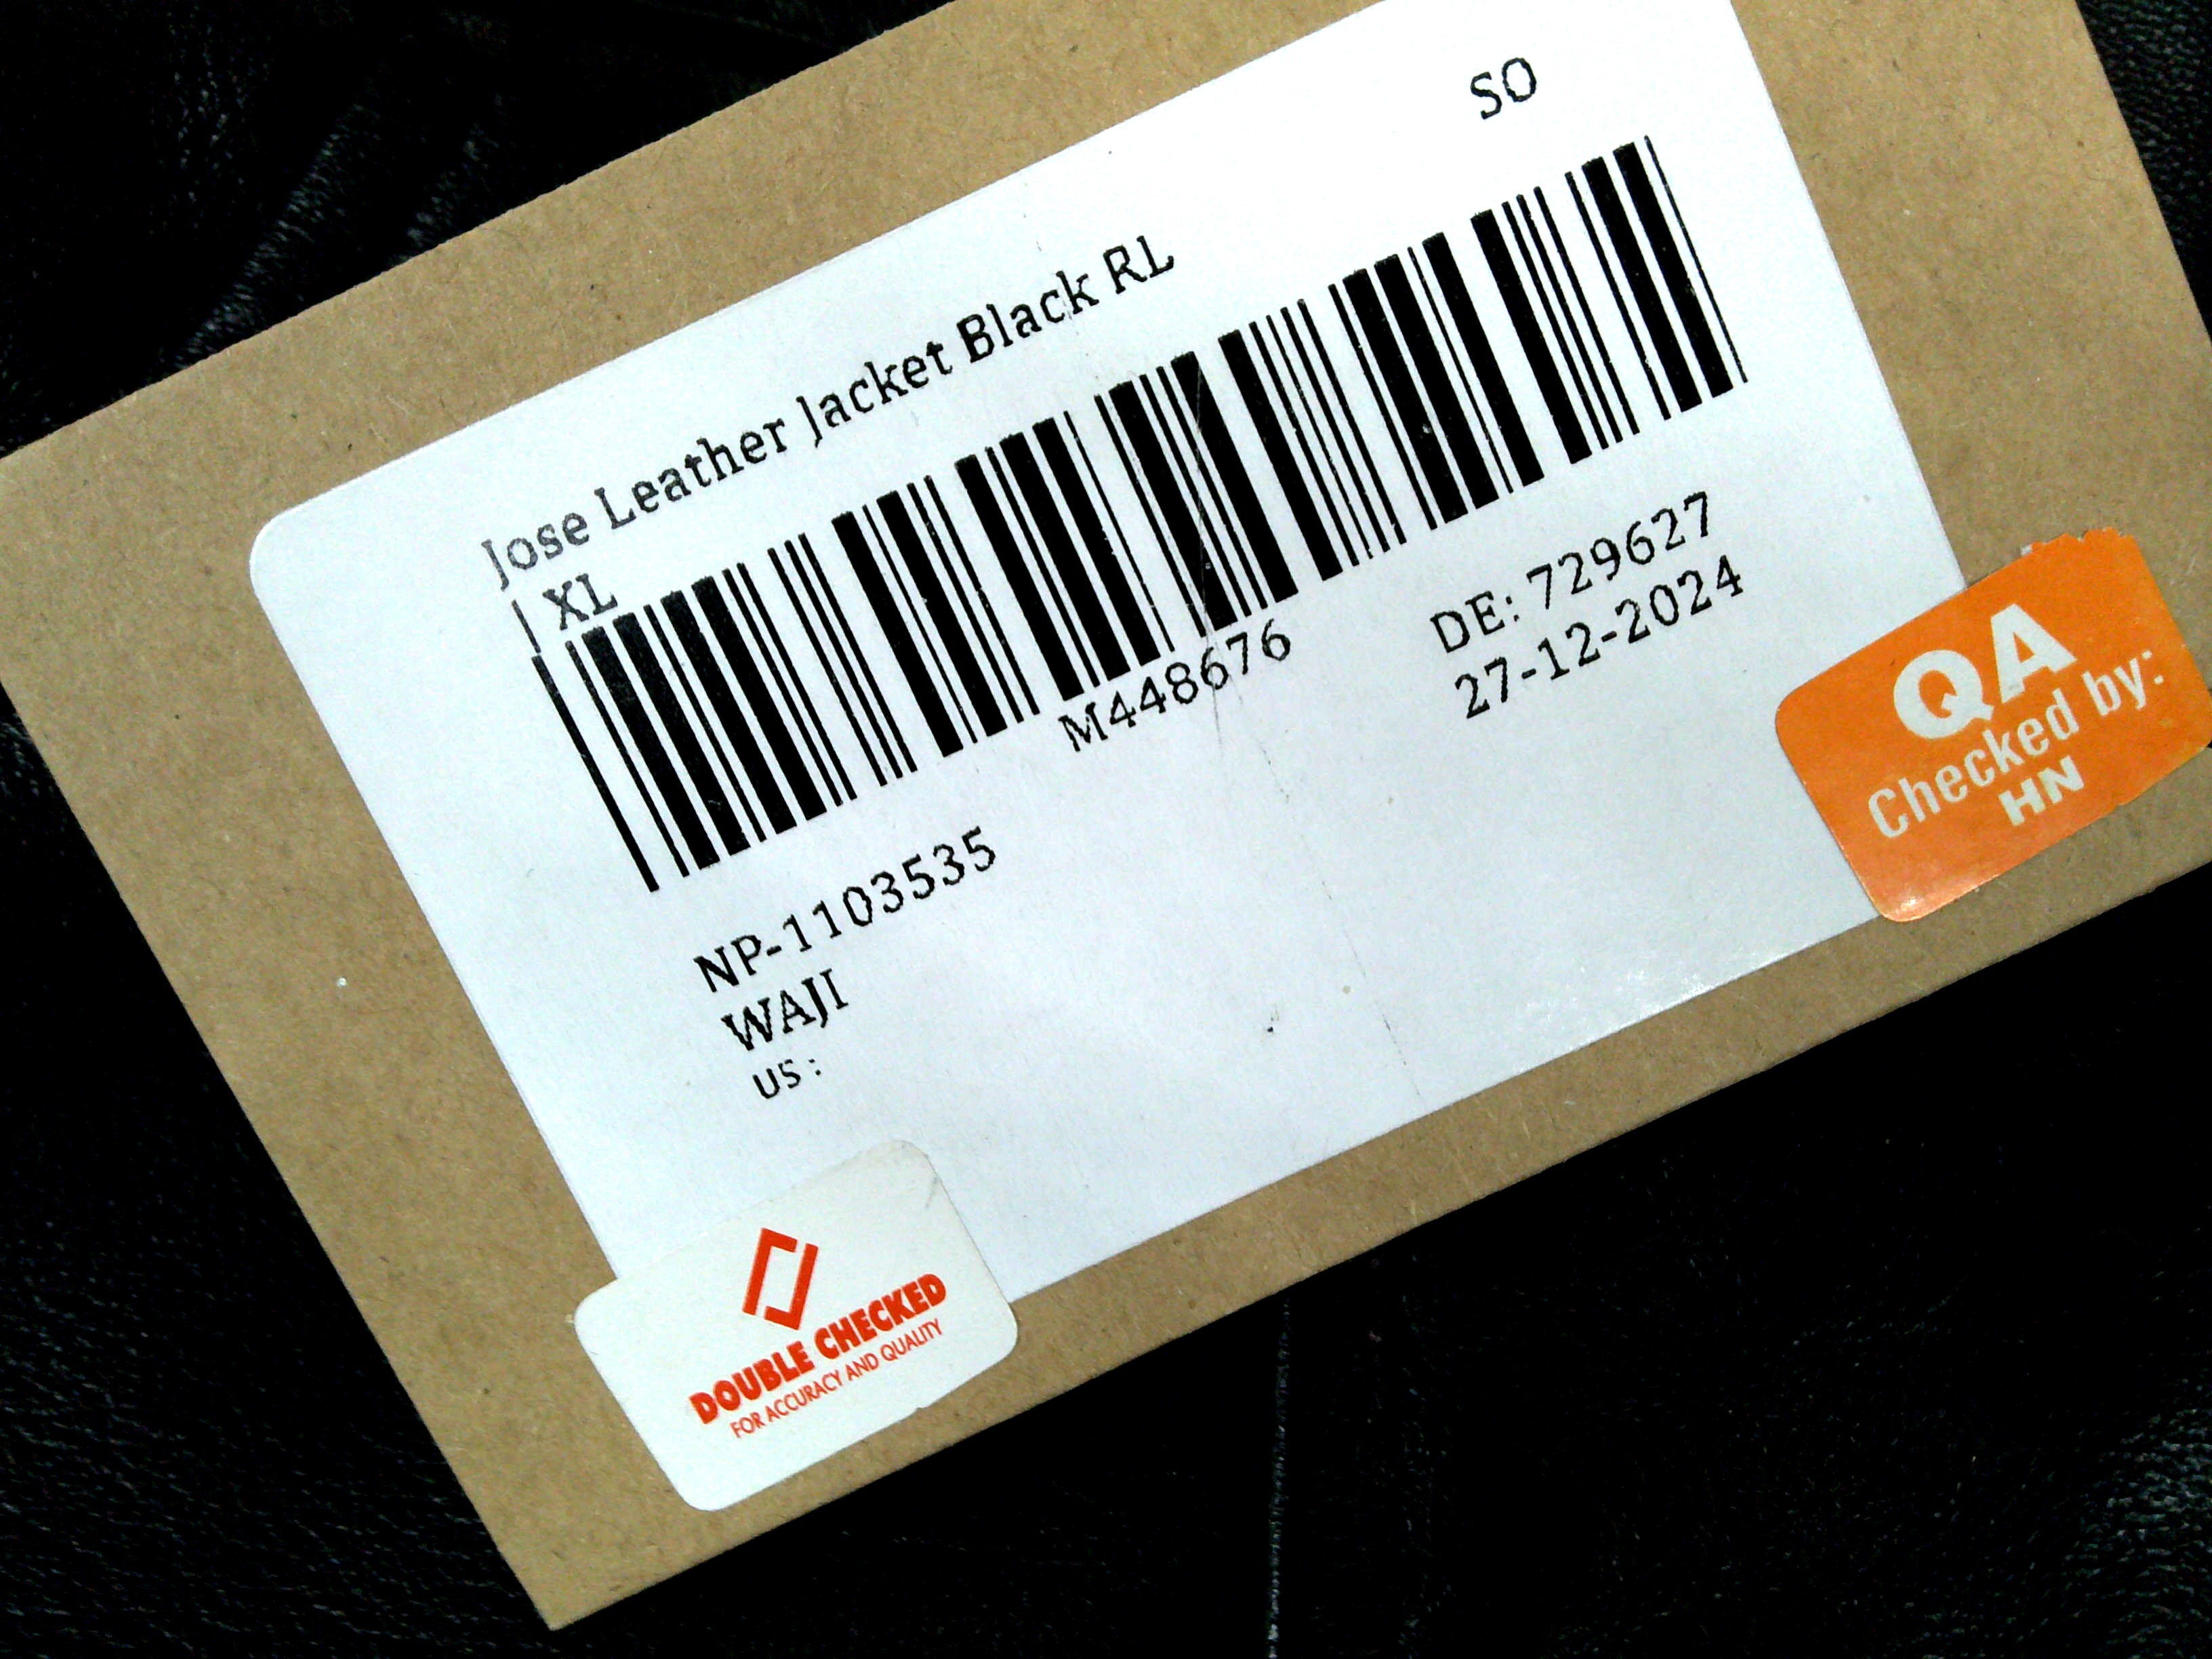 SO
Jose Leather Jacket Black RL
| XL
M448676
DE: 729627
27-12-2024
NP-1103535
WAJI
US :
QA
Checked by:
HN
DOUBLE CHECKED
FOR ACCURACY AND QUALITY